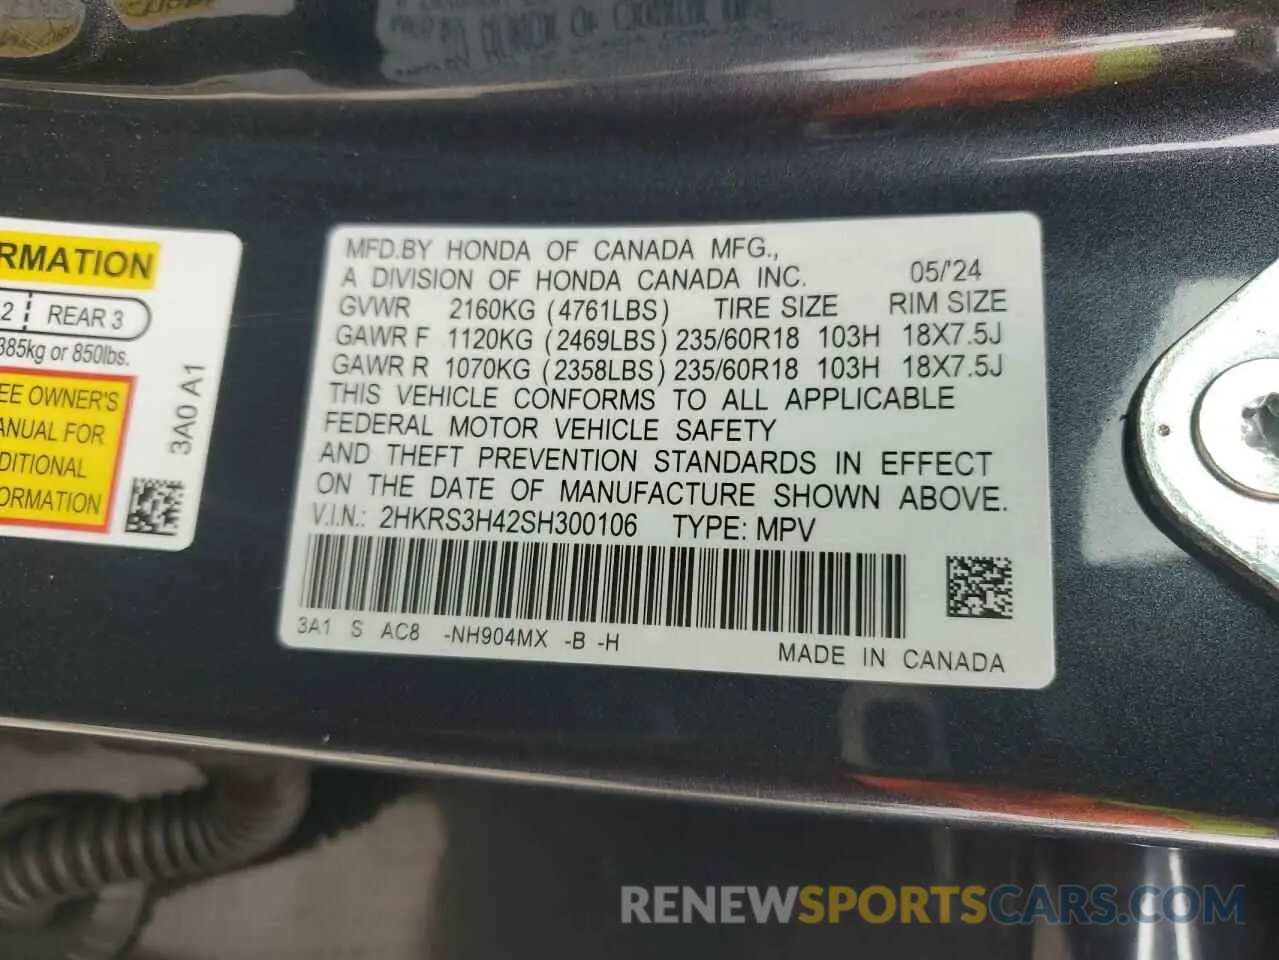 MFD.BY HONDA OF CANADA MFG.,
A DIVISION OF HONDA CANADA INC. 05/'24
GVWR 2160KG (4761LBS) TIRE SIZE RIM SIZE
GAWR F 1120KG (2469LBS) 235/60R18 103H 18X7.5J
GAWR R 1070KG (2358LBS) 235/60R18 103H 18X7.5J
THIS VEHICLE CONFORMS TO ALL APPLICABLE
FEDERAL MOTOR VEHICLE SAFETY
AND THEFT PREVENTION STANDARDS IN EFFECT
ON THE DATE OF MANUFACTURE SHOWN ABOVE.
V.I.N.: 2HKRS3H42SH300106 TYPE: MPV
3A1 S AC8 -NH904MX -B -H
MADE IN CANADA
RMATION
2 REAR 3
385kg or 850lbs.
EE OWNER'S
ANUAL FOR
DITIONAL
ORMATION
3A0 A1
RENEWSPORTSCARS.COM